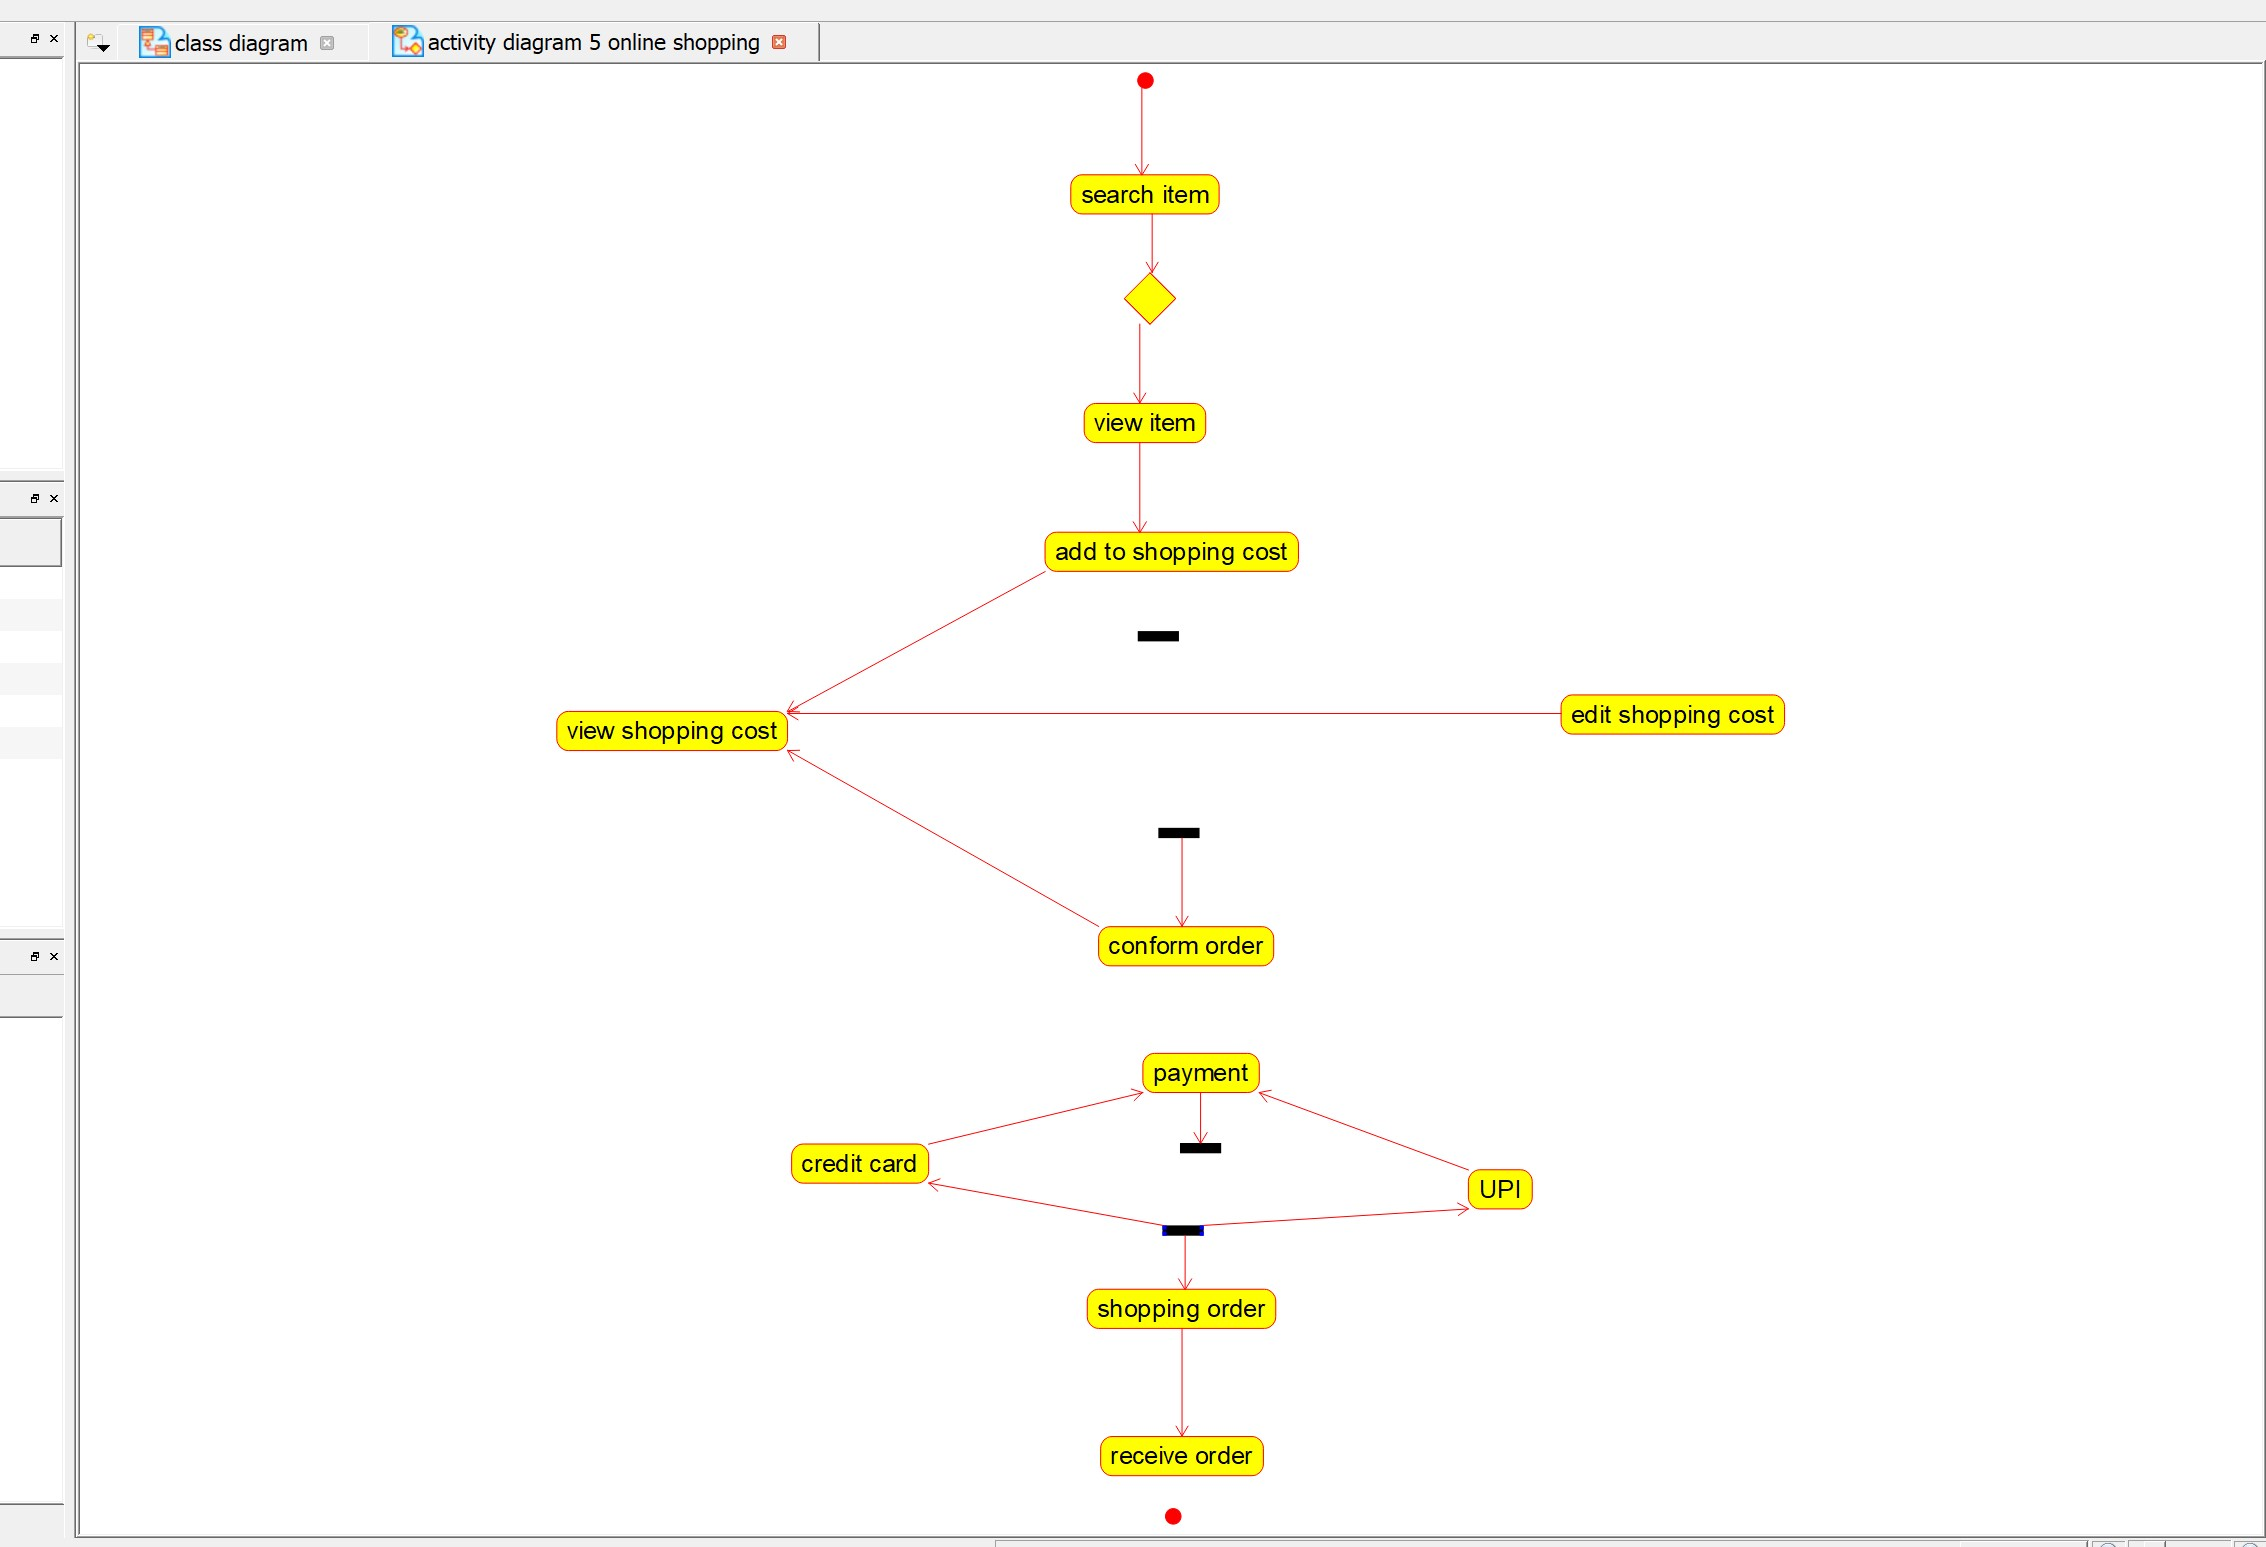 class diagram
activity diagram 5 online shopping
search item
view item
add to shopping cost
view shopping cost
edit shopping cost
conform order
payment
credit card
UPI
shopping order
receive order